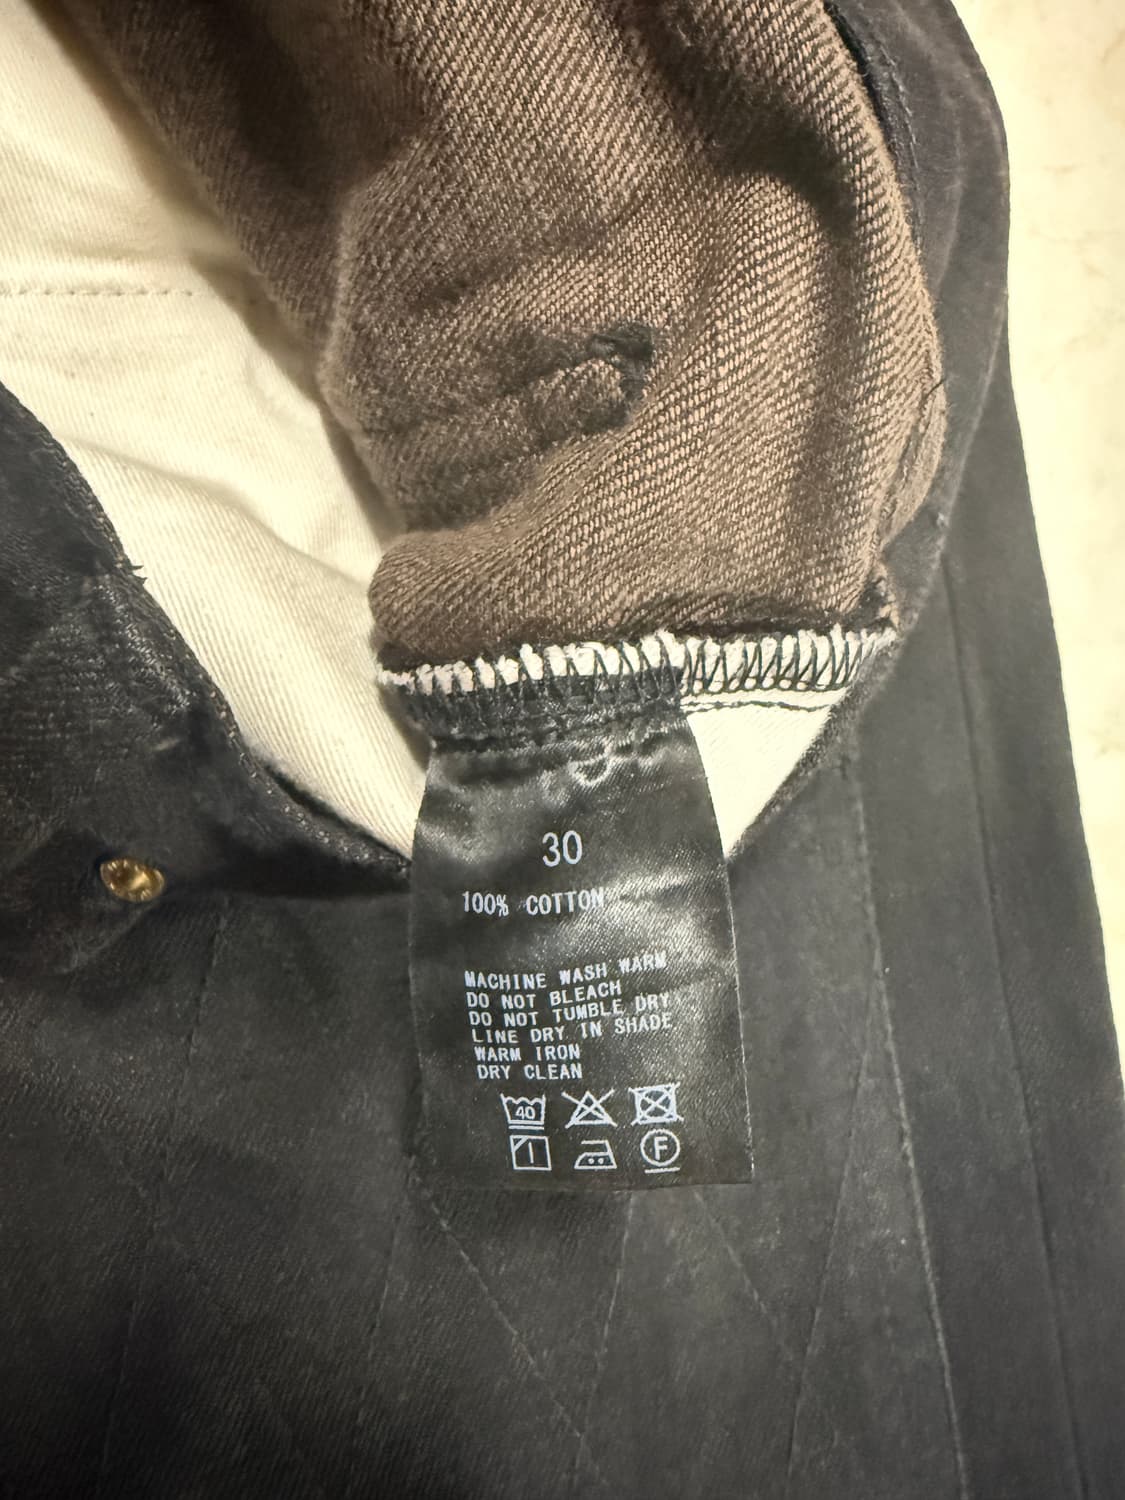 30
100% COTTON
MACHINE WASH WARM
DO NOT BLEACH
DO NOT TUMBLE DRY
LINE DRY IN SHADE
WARM IRON
DRY CLEAN
40
F